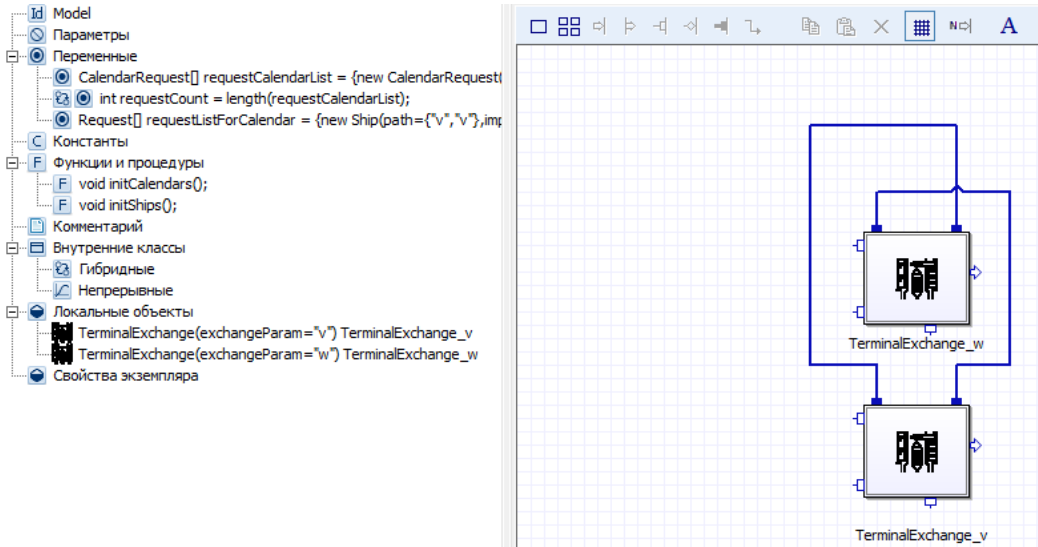 Id Model
Параметры
Переменные
CalendarRequest[] requestCalendarList = {new CalendarRequest(
int requestCount = length(requestCalendarList);
Request[] requestListForCalendar = {new Ship(path={"v","v"},imp
C Константы
F Функции и процедуры
F void initCalendars();
F void initShips();
Комментарий
Внутренние классы
Гибридные
Непрерывные
Локальные объекты
TerminalExchange(exchangeParam="v") TerminalExchange_v
TerminalExchange(exchangeParam="w") TerminalExchange_w
Свойства экземпляра
N A
TerminalExchange_w
TerminalExchange_v